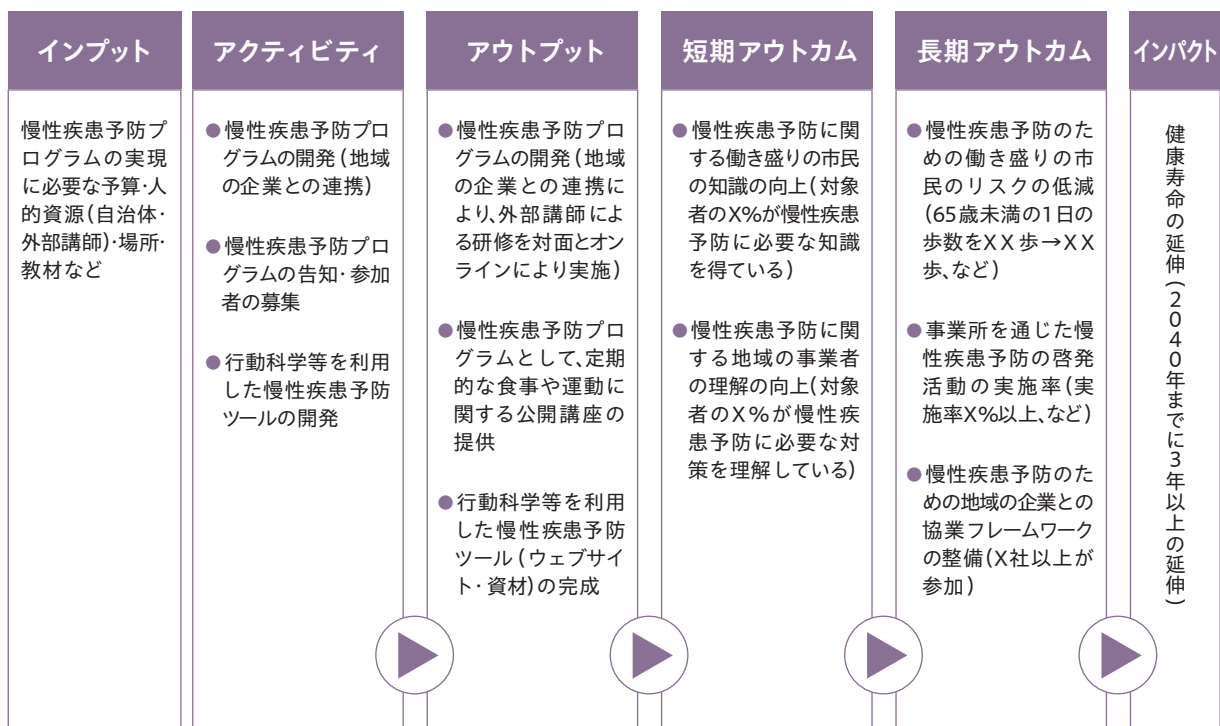 インプット
慢性疾患予防プ
ログラムの実現
に必要な予算・人
的資源(自治体・
外部講師)・場所・
教材など
アクティビティ
●慢性疾患予防プロ
グラムの開発(地域
の企業との連携)
●慢性疾患予防プロ
グラムの告知・参加
者の募集
●行動科学等を利用
した慢性疾患予防
ツールの開発
アウトプット
●慢性疾患予防プロ
グラムの開発(地域
の企業との連携に
より、外部講師によ
る研修を対面とオン
ラインにより実施)
●慢性疾患予防プロ
グラムとして、定期
的な食事や運動に
関する公開講座の
提供
●行動科学等を利用
した慢性疾患予防
ツール(ウェブサイ
ト・資材)の完成
短期アウトカム
●慢性疾患予防に関
する働き盛りの市民
の知識の向上(対象
者のX%が慢性疾患
予防に必要な知識
を得ている)
●慢性疾患予防に関
する地域の事業者
の理解の向上(対象
者のX%が慢性疾
患予防に必要な対
策を理解している)
長期アウトカム
●慢性疾患予防のた
めの働き盛りの市
民のリスクの低減
(65歳未満の1日の
歩数をXX歩→XX
歩、など)
●事業所を通じた慢
性疾患予防の啓発
活動の実施率(実
施率X%以上、など)
●慢性疾患予防のた
めの地域の企業との
協業フレームワーク
の整備(X社以上が
参加)
インパクト
健康寿命の延伸(2040年までに3年以上の延伸)